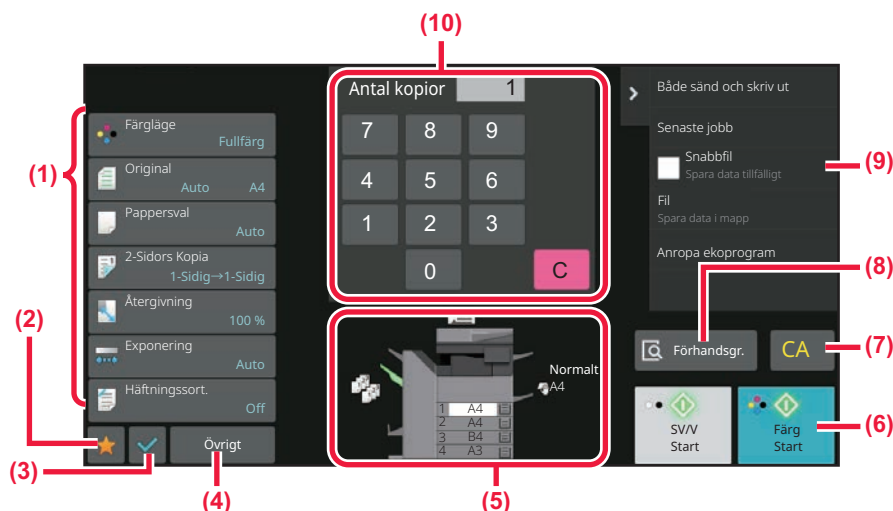 (10)
Antal kopior 1
7 8 9
4 5 6
1 2 3
0 C
(1)
Färgläge
Fullfärg
Original
Auto A4
Pappersval
Auto
2-Sidors Kopia
1-Sidig→1-Sidig
Återgivning
100 %
Exponering
Auto
Häftningssort.
Off
(2)
(3)
Övrigt
(4)
Normalt
A4
1 A4
2 A4
3 B4
4 A3
(5)
Både sänd och skriv ut
Senaste jobb
Snabbfil
Spara data tillfälligt
(9)
Fil
Spara data i mapp
Anropa ekoprogram
(8)
Förhandsgr.
CA
(7)
SV/V
Start
Färg
Start
(6)